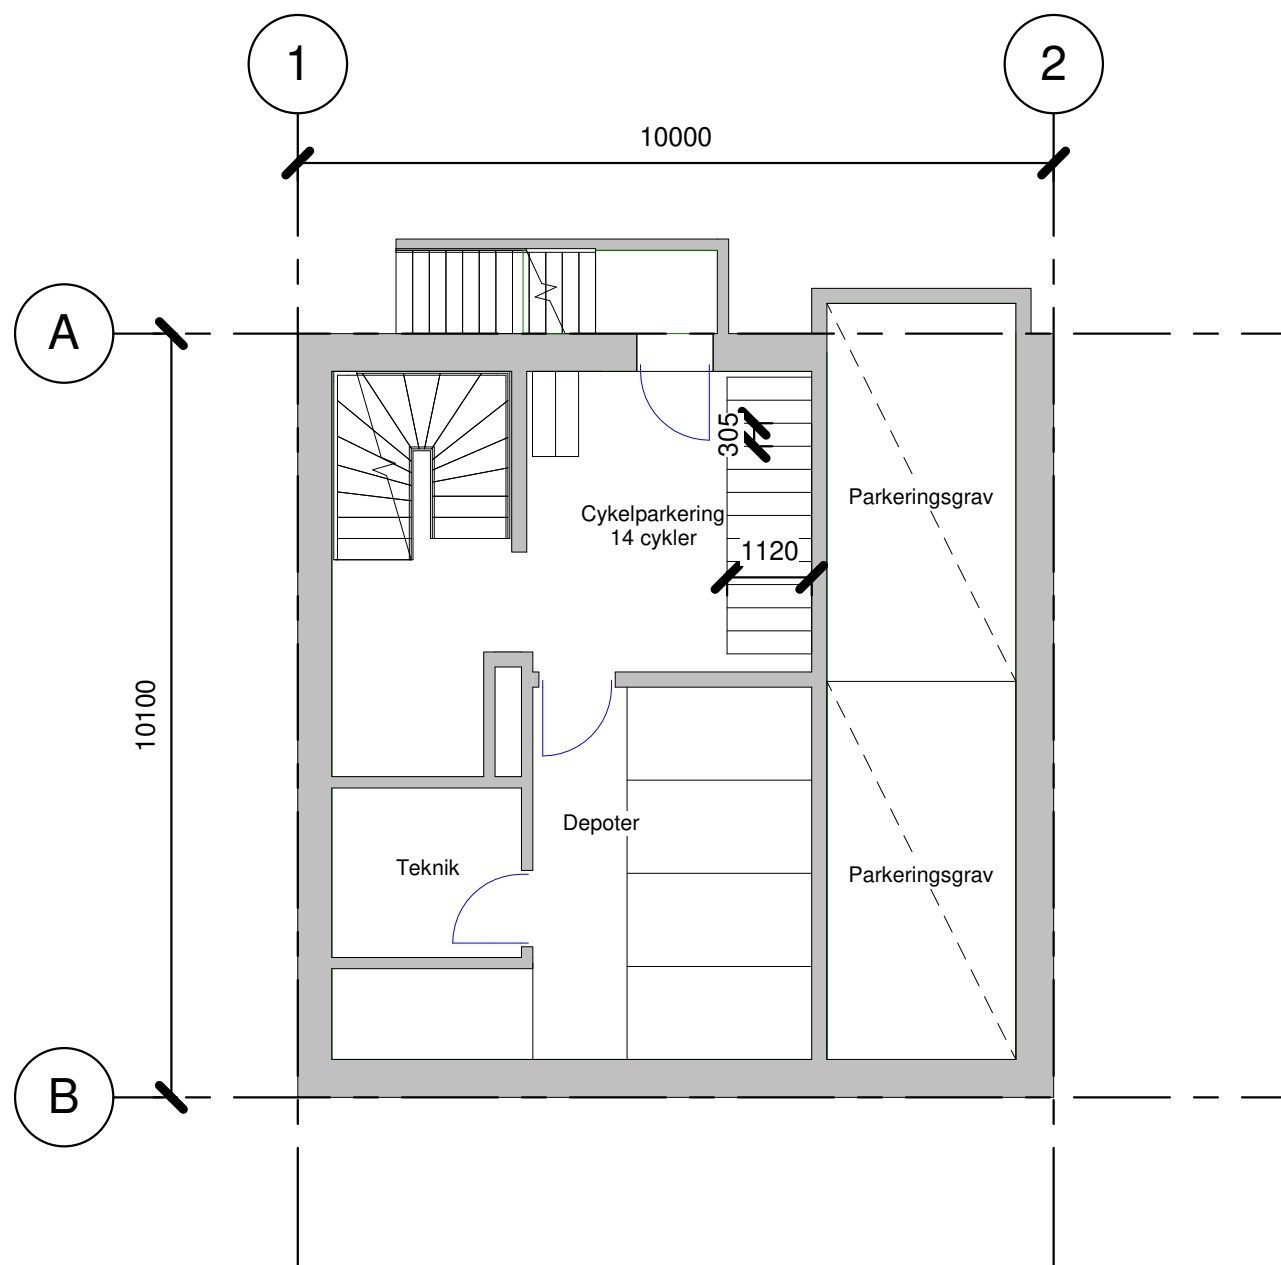 1
2
10000
A
305
Parkeringsgrav
Cykelparkering
14 cykler
1120
10100
Depoter
Teknik
Parkeringsgrav
B